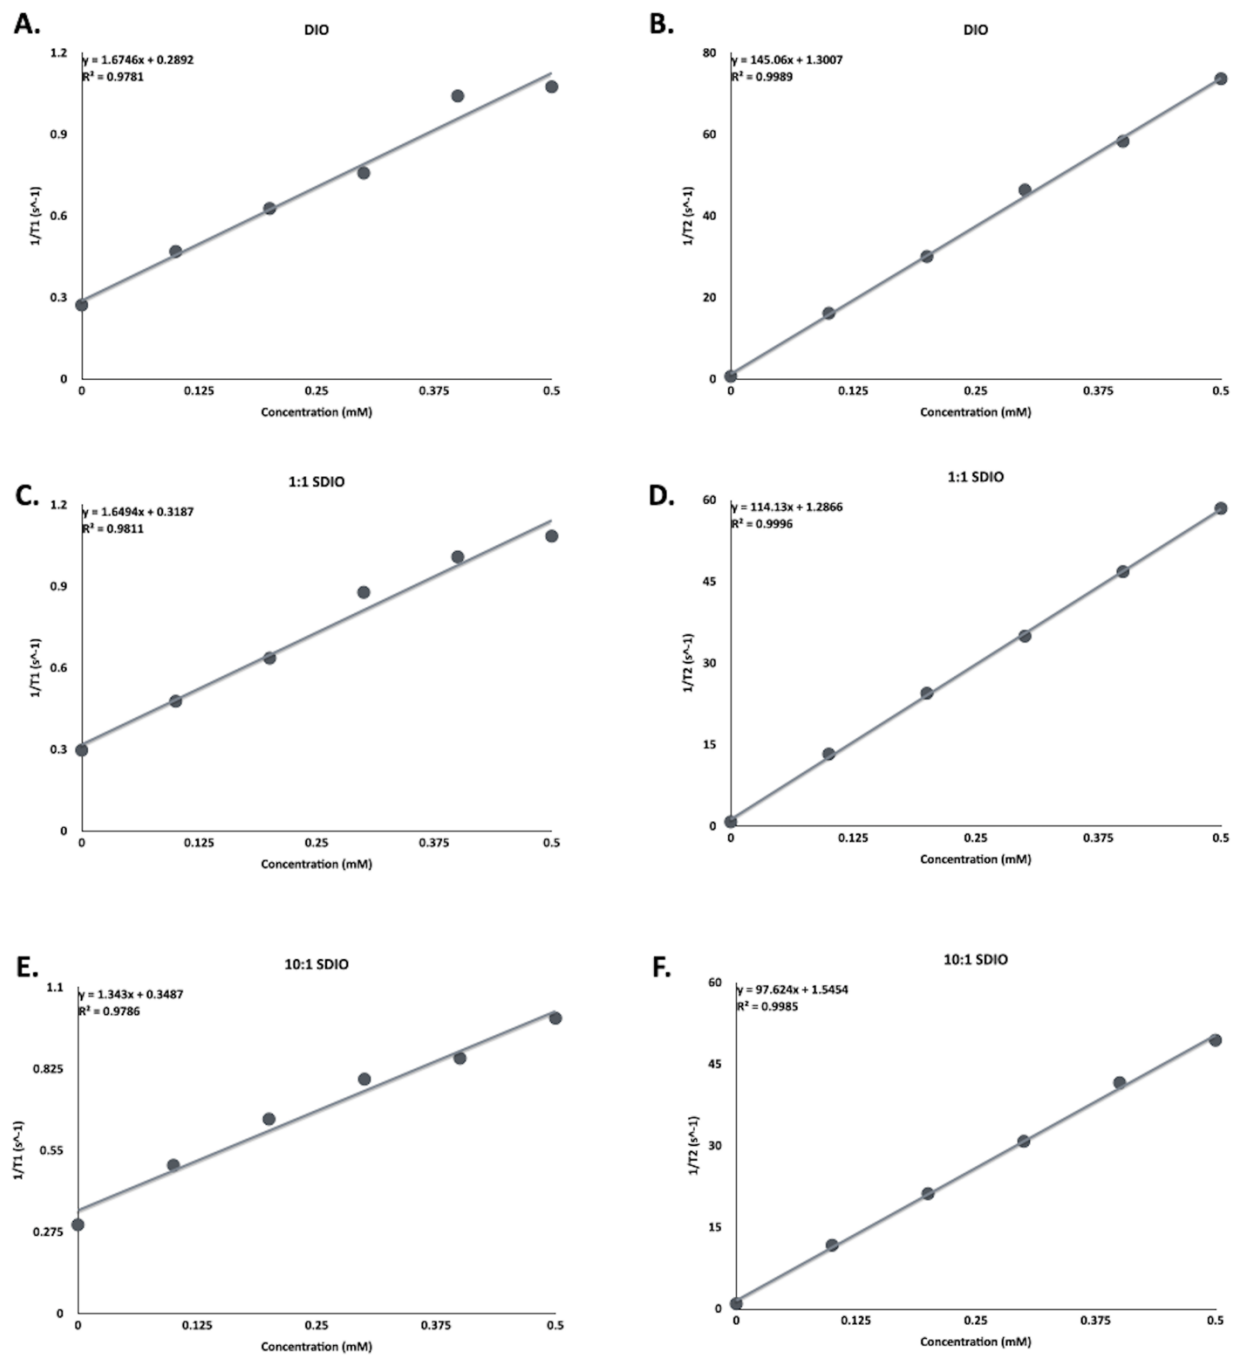 A.
DIO
y = 1.6746x + 0.2892
R² = 0.9781
1.2
0.9
0.6
0.3
0
1/T1 (s^-1)
0 0.125 0.25 0.375 0.5
Concentration (mM)
B.
DIO
y = 145.06x + 1.3007
R² = 0.9989
80
60
40
20
0
1/T2 (s^-1)
0 0.125 0.25 0.375 0.5
Concentration (mM)
C.
1:1 SDIO
y = 1.6494x + 0.3187
R² = 0.9811
1.2
0.9
0.6
0.3
0
1/T1 (s^-1)
0 0.125 0.25 0.375 0.5
Concentration (mM)
D.
1:1 SDIO
y = 114.13x + 1.2866
R² = 0.9996
60
45
30
15
0
1/T2 (s^-1)
0 0.125 0.25 0.375 0.5
Concentration (mM)
E.
10:1 SDIO
y = 1.343x + 0.3487
R² = 0.9786
1.1
0.825
0.55
0.275
0
1/T1 (s^-1)
0 0.125 0.25 0.375 0.5
Concentration (mM)
F.
10:1 SDIO
y = 97.624x + 1.5454
R² = 0.9985
60
45
30
15
0
1/T2 (s^-1)
0 0.125 0.25 0.375 0.5
Concentration (mM)